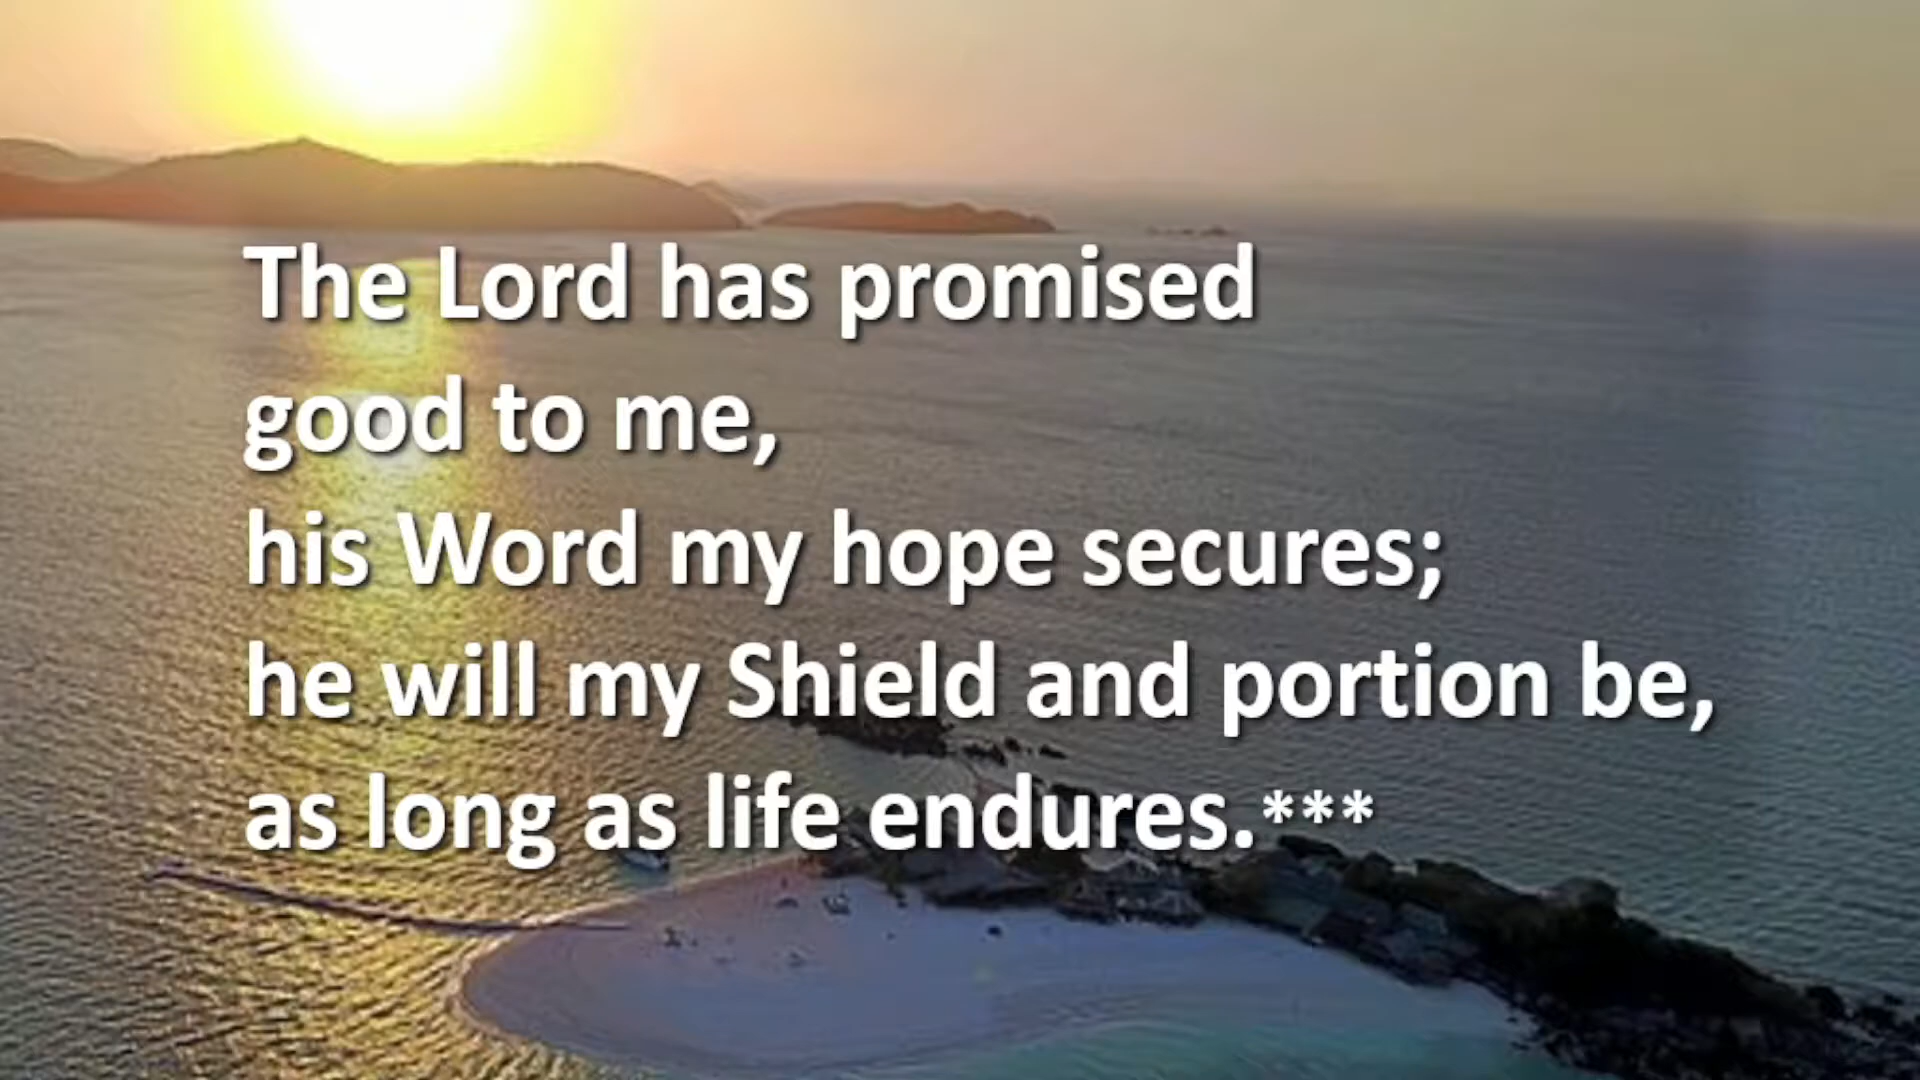 The Lord has promised
good to me,
his Word my hope secures;
he will my Shield and portion be,
as long as life endures.***